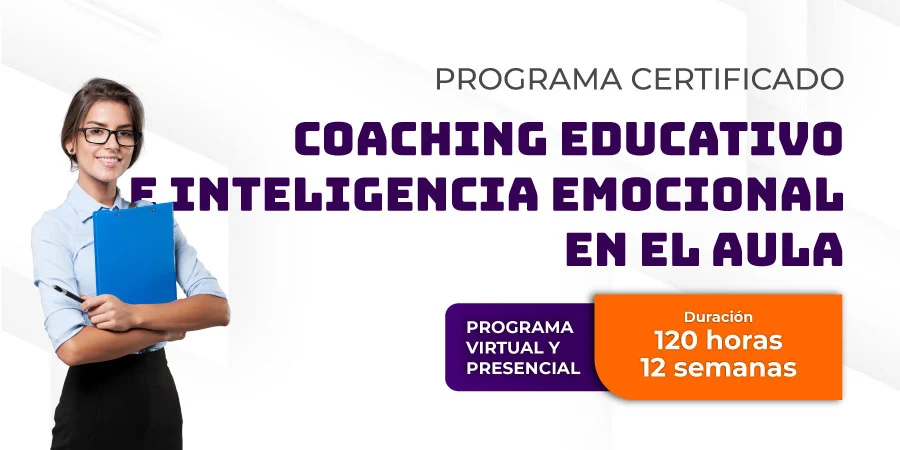 PROGRAMA CERTIFICADO
COACHING EDUCATIVO
E INTELIGENCIA EMOCIONAL
EN EL AULA
PROGRAMA
VIRTUAL Y
PRESENCIAL
Duración
120 horas
12 semanas